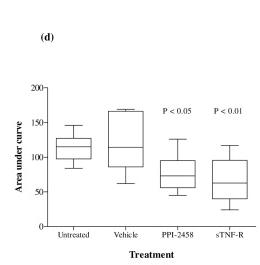 (d)
200
150
100
50
0
Area under curve
P < 0.05 P < 0.01
Untreated Vehicle PPI-2458 sTNF-R
Treatment